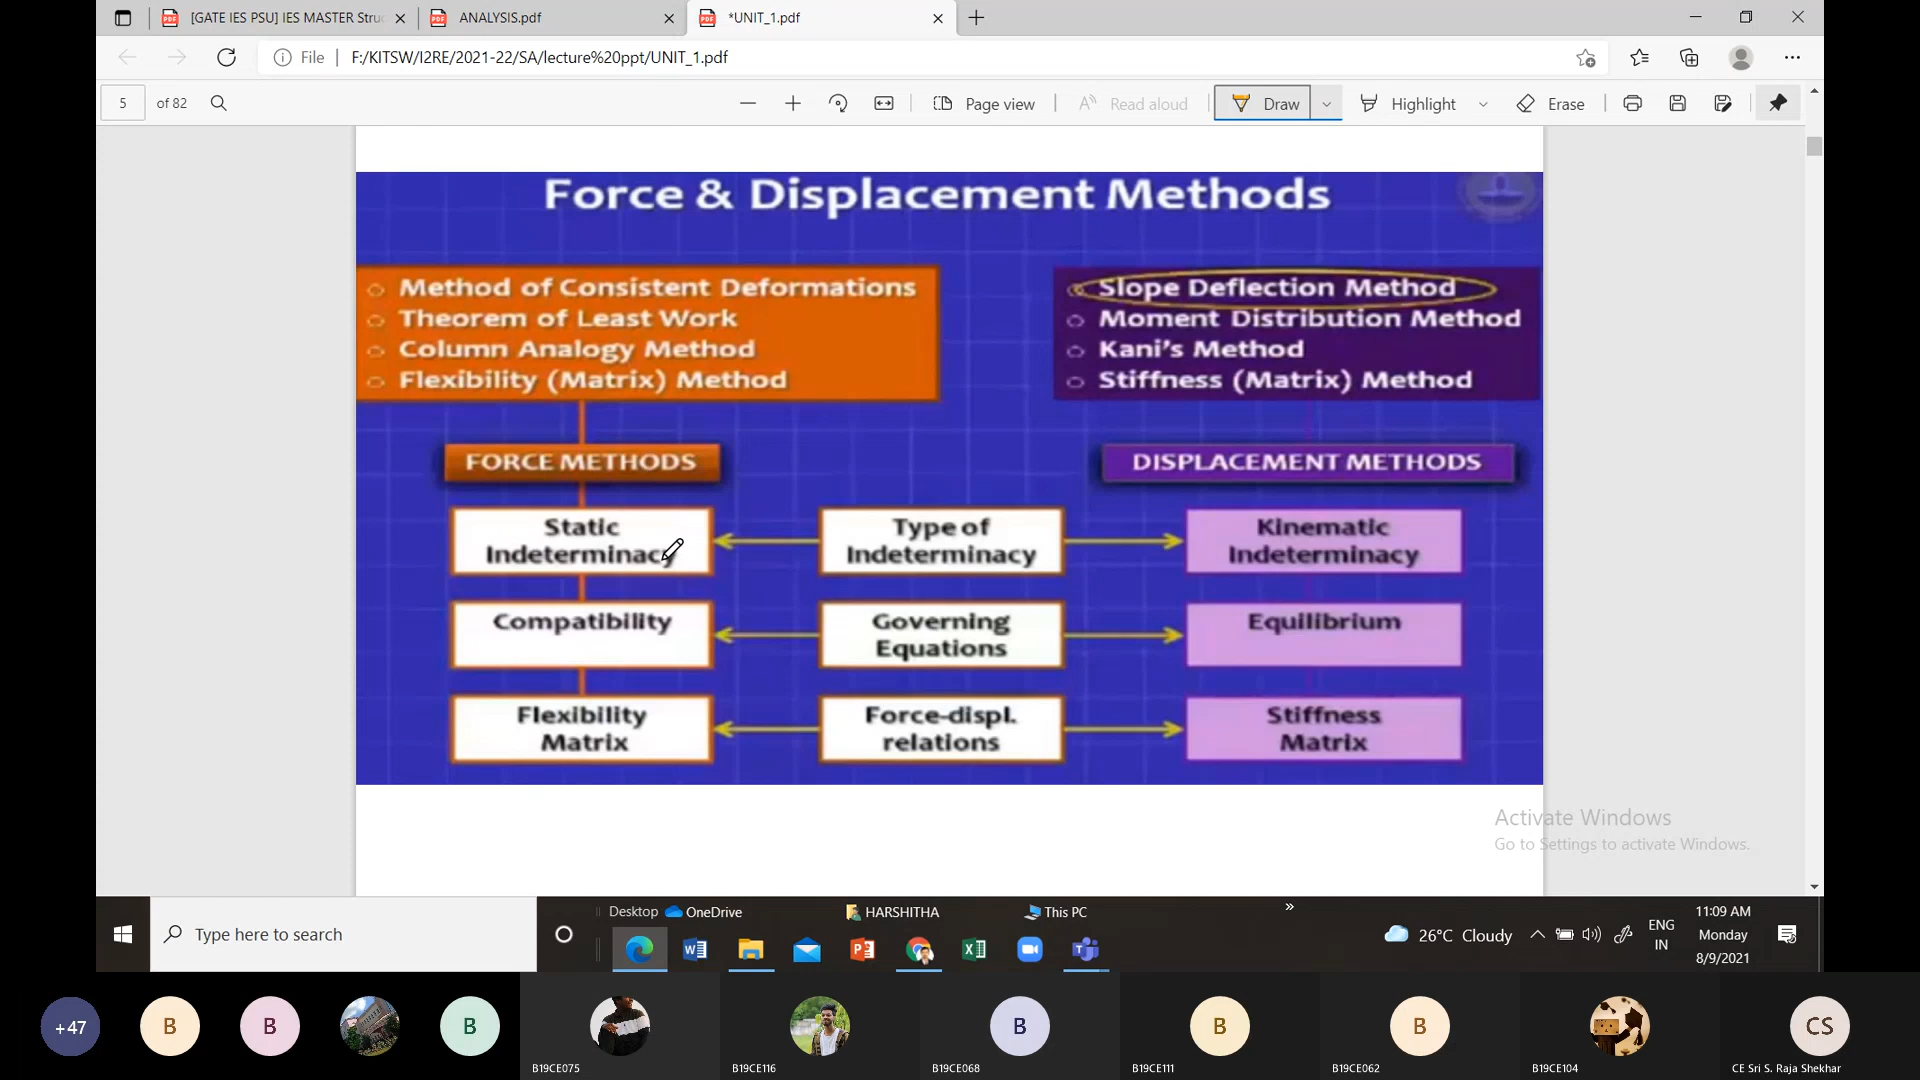 [GATE IES PSU] IES MASTER Struc
ANALYSIS.pdf
*UNIT_1.pdf
File
F:/KITSW/I2RE/2021-22/SA/lecture%20ppt/UNIT_1.pdf
5
of 82
Page view
Read aloud
Draw
Highlight
Erase
Force & Displacement Methods
Method of Consistent Deformations
Theorem of Least Work
Column Analogy Method
Flexibility (Matrix) Method
Slope Deflection Method
Moment Distribution Method
Kani's Method
Stiffness (Matrix) Method
FORCE METHODS
DISPLACEMENT METHODS
Static
Indeterminacy
Type of
Indeterminacy
Kinematic
Indeterminacy
Compatibility
Governing
Equations
Equilibrium
Flexibility
Matrix
Force-displ.
relations
Stiffness
Matrix
Activate Windows
Go to Settings to activate Windows.
Type here to search
Desktop
OneDrive
HARSHITHA
This PC
26°C Cloudy
ENG
IN
11:09 AM
Monday
8/9/2021
+47
B
B
B
B
B
B
CS
B19CE075
B19CE116
B19CE068
B19CE111
B19CE062
B19CE104
CE Sri S. Raja Shekhar